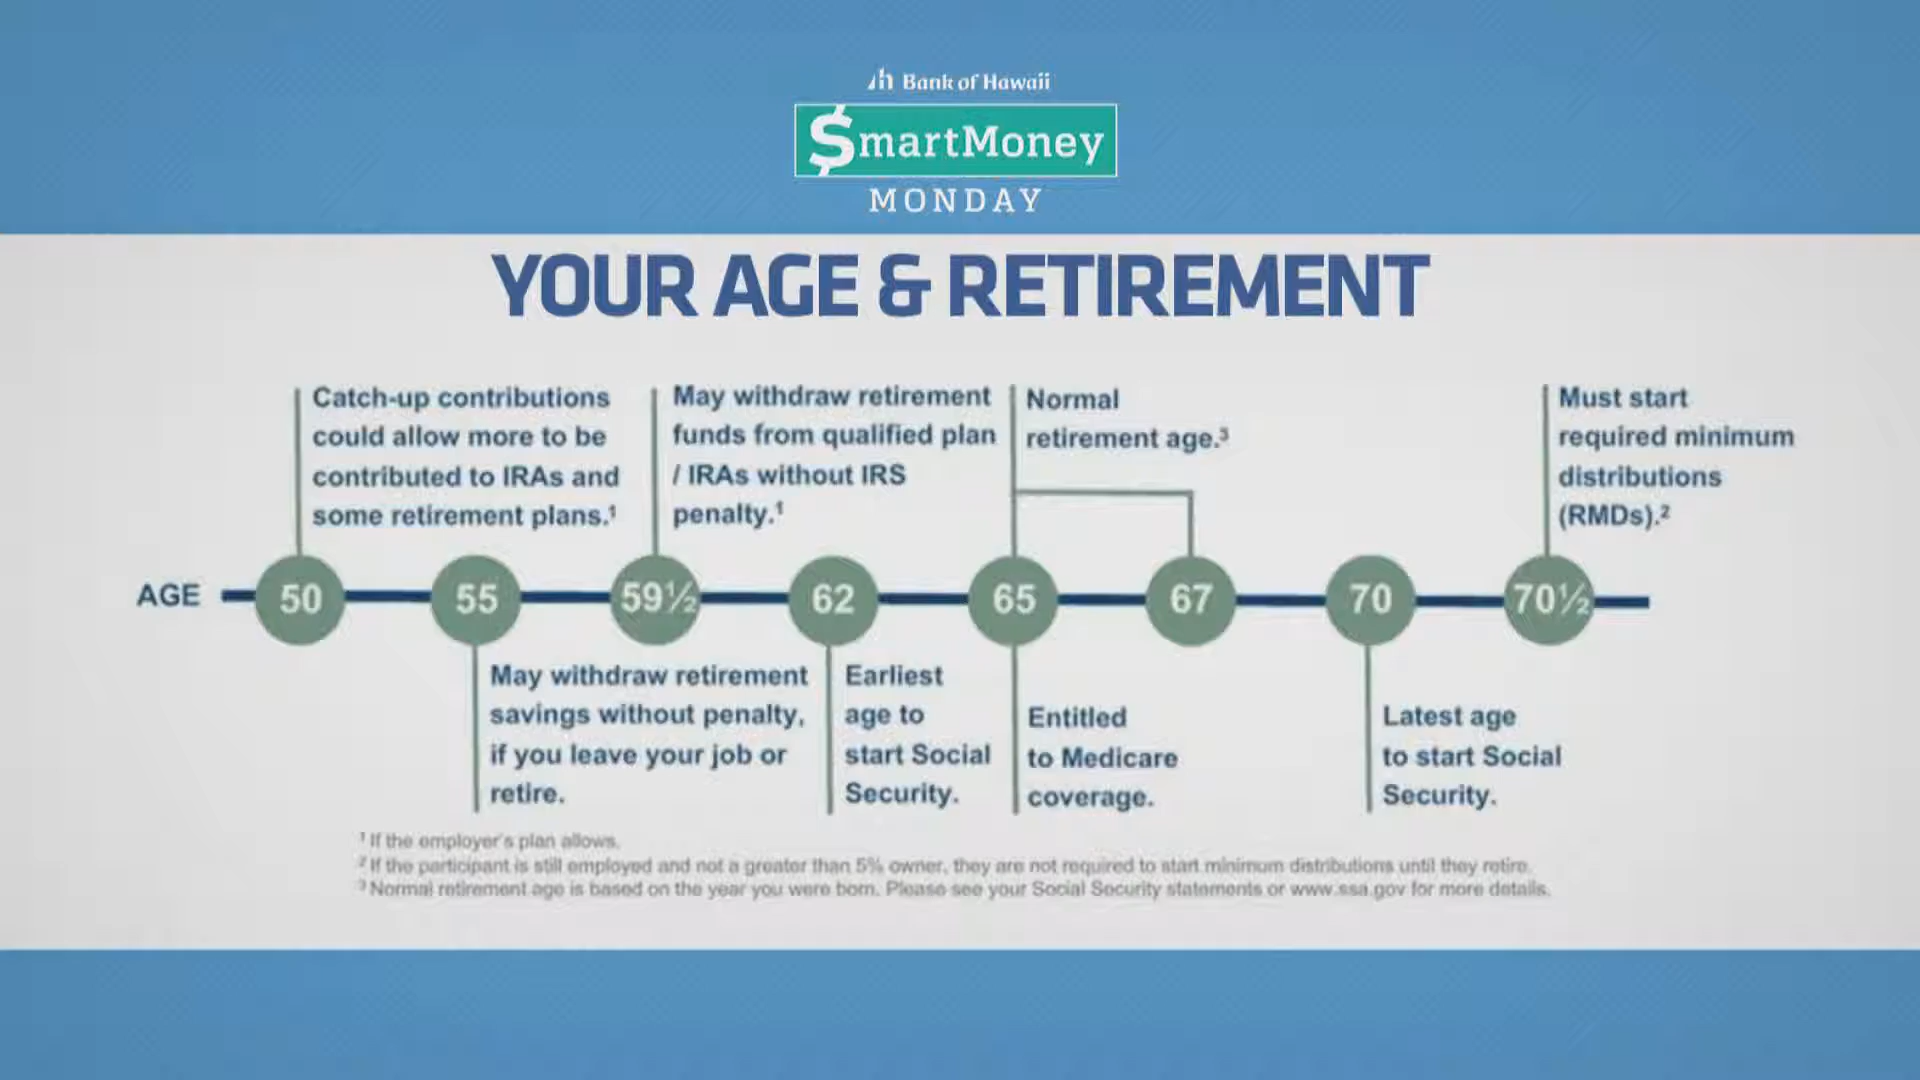 Bank of Hawaii
$martMoney
MONDAY
YOUR AGE & RETIREMENT
Catch-up contributions
could allow more to be
contributed to IRAs and
some retirement plans.¹
May withdraw retirement
funds from qualified plan
/ IRAs without IRS
penalty.¹
Normal
retirement age.³
Must start
required minimum
distributions
(RMDs).²
AGE 50 55 59½ 62 65 67 70 70½
May withdraw retirement
savings without penalty,
if you leave your job or
retire.
Earliest
age to
start Social
Security.
Entitled
to Medicare
coverage.
Latest age
to start Social
Security.
¹ If the employer's plan allows.
² If the participant is still employed and not a greater than 5% owner, they are not required to start minimum distributions until they retire.
³ Normal retirement age is based on the year you were born. Please see your Social Security statements or www.ssa.gov for more details.